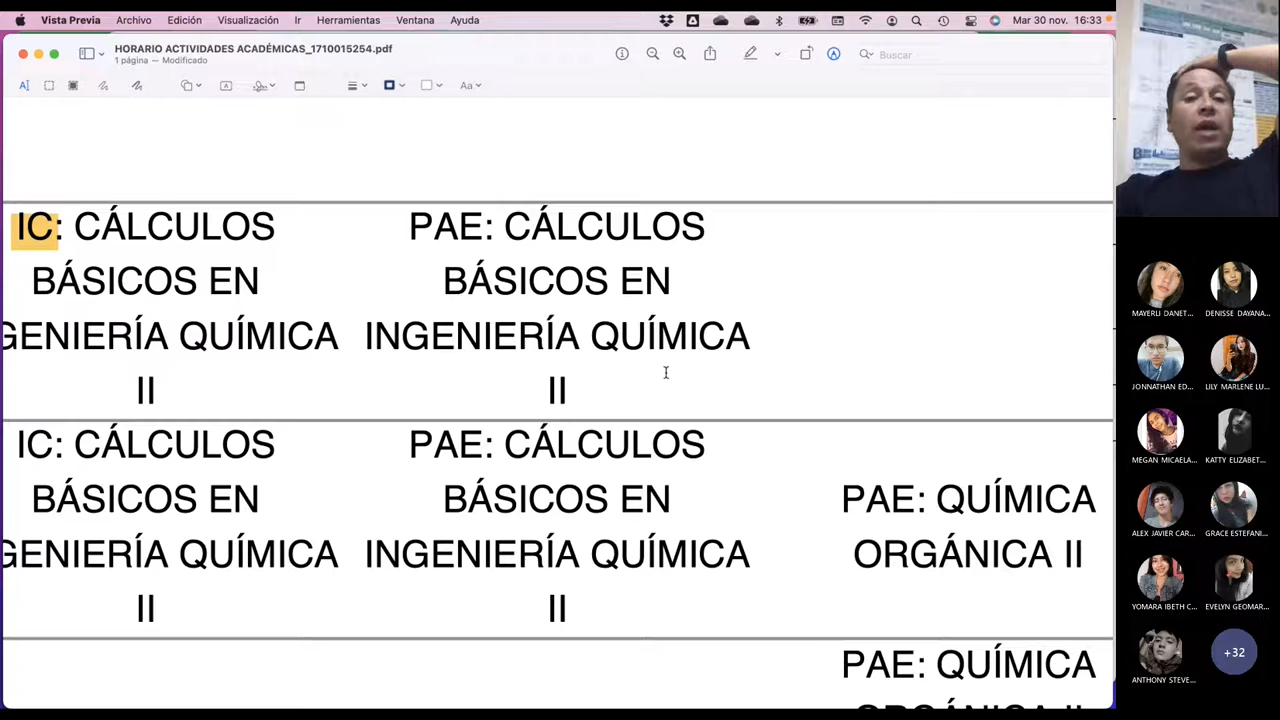 Vista Previa Archivo Edición Visualización Ir Herramientas Ventana Ayuda
Mar 30 nov. 16:33
HORARIO ACTIVIDADES ACADÉMICAS_1710015254.pdf
1 página — Modificado
Buscar
Aa
IC: CÁLCULOS
BÁSICOS EN
GENIERÍA QUÍMICA
II
PAE: CÁLCULOS
BÁSICOS EN
INGENIERÍA QUÍMICA
II
IC: CÁLCULOS
BÁSICOS EN
GENIERÍA QUÍMICA
II
PAE: CÁLCULOS
BÁSICOS EN
INGENIERÍA QUÍMICA
II
PAE: QUÍMICA
ORGÁNICA II
PAE: QUÍMICA
ORGÁNICA II
MAYERLI DANET...
DENISSE DAYANA...
JONNATHAN ED...
LILY MARLENE LU...
MEGAN MICAELA...
KATTY ELIZABET...
ALEX JAVIER CAR...
GRACE ESTEFANI...
YOMARA IBETH C...
EVELYN GEOMAR...
ANTHONY STEVE...
+32